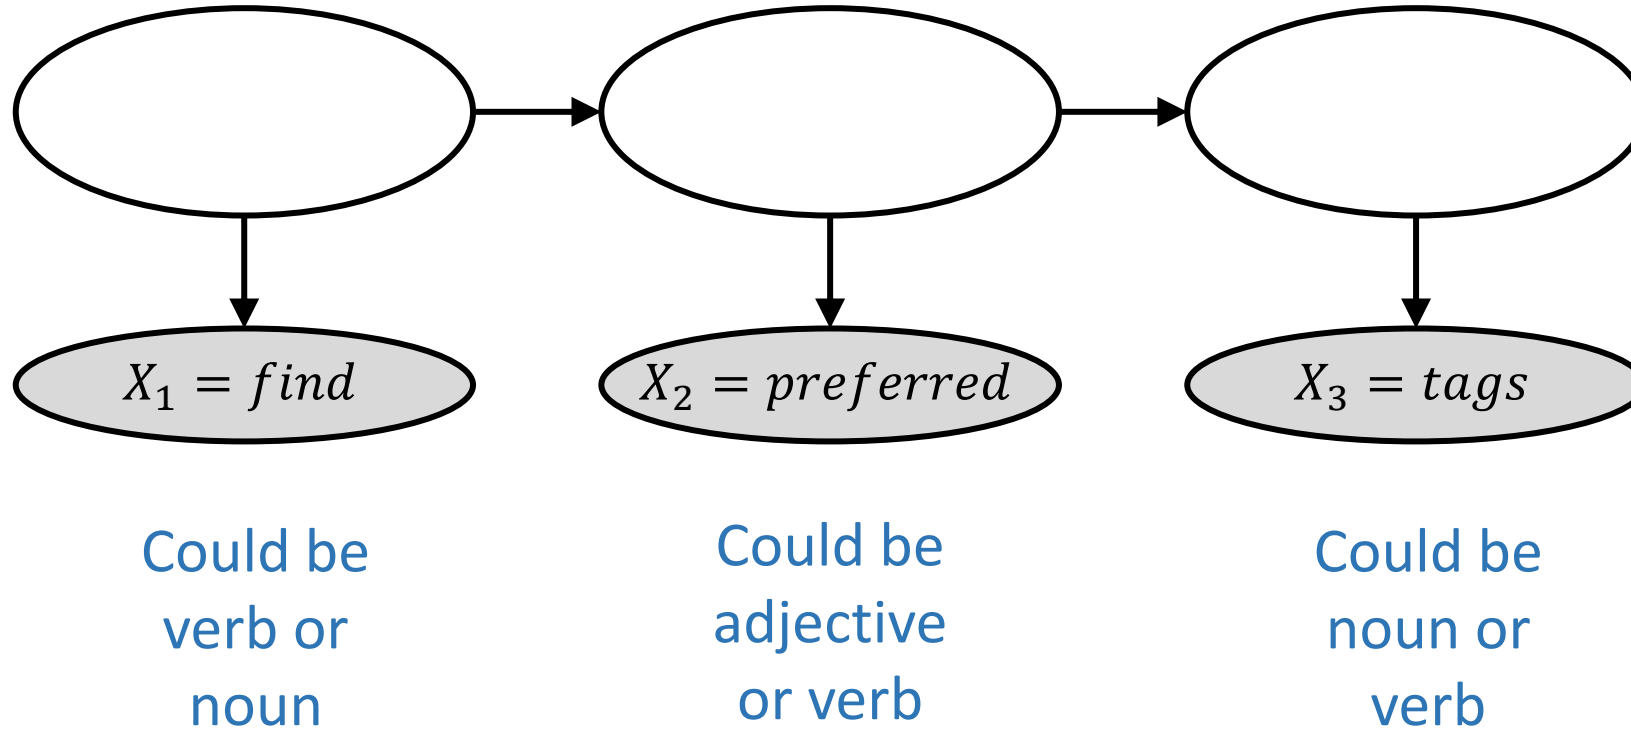 X₁ = find
X₂ = preferred
X₃ = tags
Could be
verb or
noun
Could be
adjective
or verb
Could be
noun or
verb